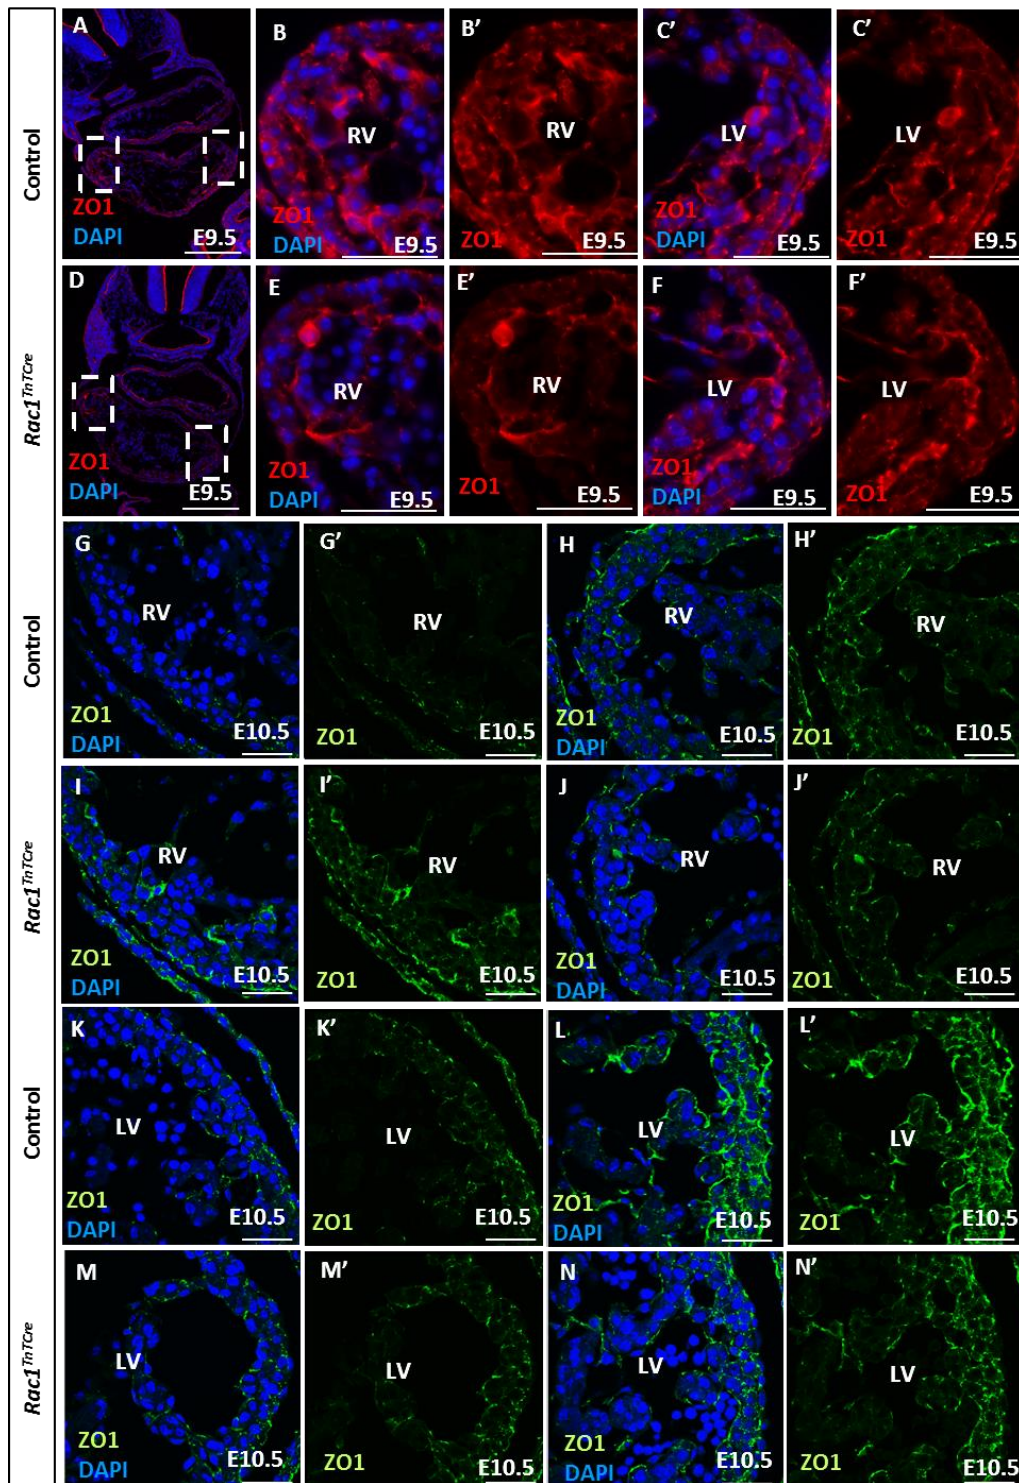 Control
A
ZO1
DAPI
E9.5
B
RV
ZO1
DAPI
E9.5
B'
RV
ZO1
E9.5
C'
LV
ZO1
DAPI
E9.5
C'
LV
ZO1
E9.5
Rac1TnTCre
D
ZO1
DAPI
E9.5
E
RV
ZO1
DAPI
E9.5
E'
RV
ZO1
E9.5
F
LV
ZO1
DAPI
E9.5
F'
LV
ZO1
E9.5
Control
G
RV
ZO1
DAPI
E10.5
G'
RV
ZO1
E10.5
H
RV
ZO1
DAPI
E10.5
H'
RV
ZO1
E10.5
Rac1TnTCre
I
RV
ZO1
DAPI
E10.5
I'
RV
ZO1
E10.5
J
RV
ZO1
DAPI
E10.5
J'
RV
ZO1
E10.5
Control
K
LV
ZO1
DAPI
E10.5
K'
LV
ZO1
E10.5
L
LV
ZO1
DAPI
E10.5
L'
LV
ZO1
E10.5
Rac1TnTCre
M
LV
ZO1
DAPI
E10.5
M'
LV
ZO1
E10.5
N
LV
ZO1
DAPI
E10.5
N'
LV
ZO1
E10.5